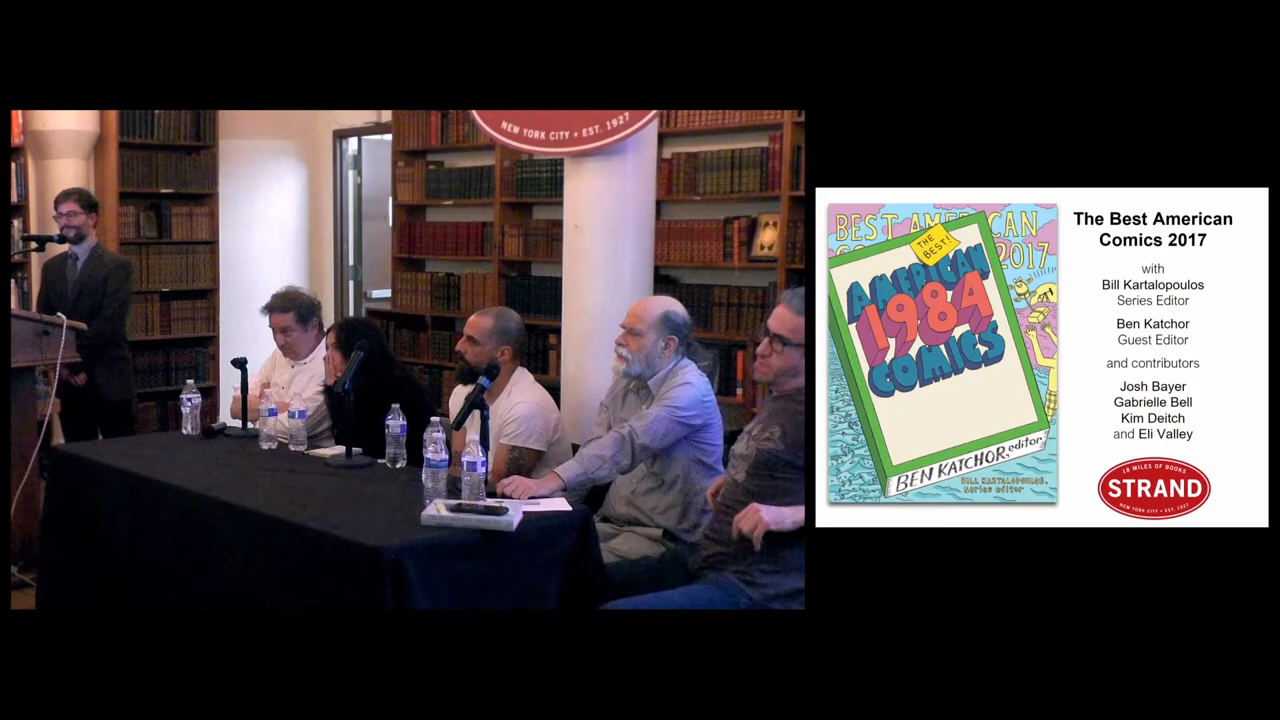 NEW YORK CITY • EST. 1927
BEST AMERICAN
2017
THE
BEST!
AMERICAN
1984
COMICS
BEN KATCHOR, editor
BILL KARTALOPOULOS,
series editor
The Best American
Comics 2017
with
Bill Kartalopoulos
Series Editor
Ben Katchor
Guest Editor
and contributors
Josh Bayer
Gabrielle Bell
Kim Deitch
and Eli Valley
18 MILES OF BOOKS
STRAND
NEW YORK CITY • EST. 1927